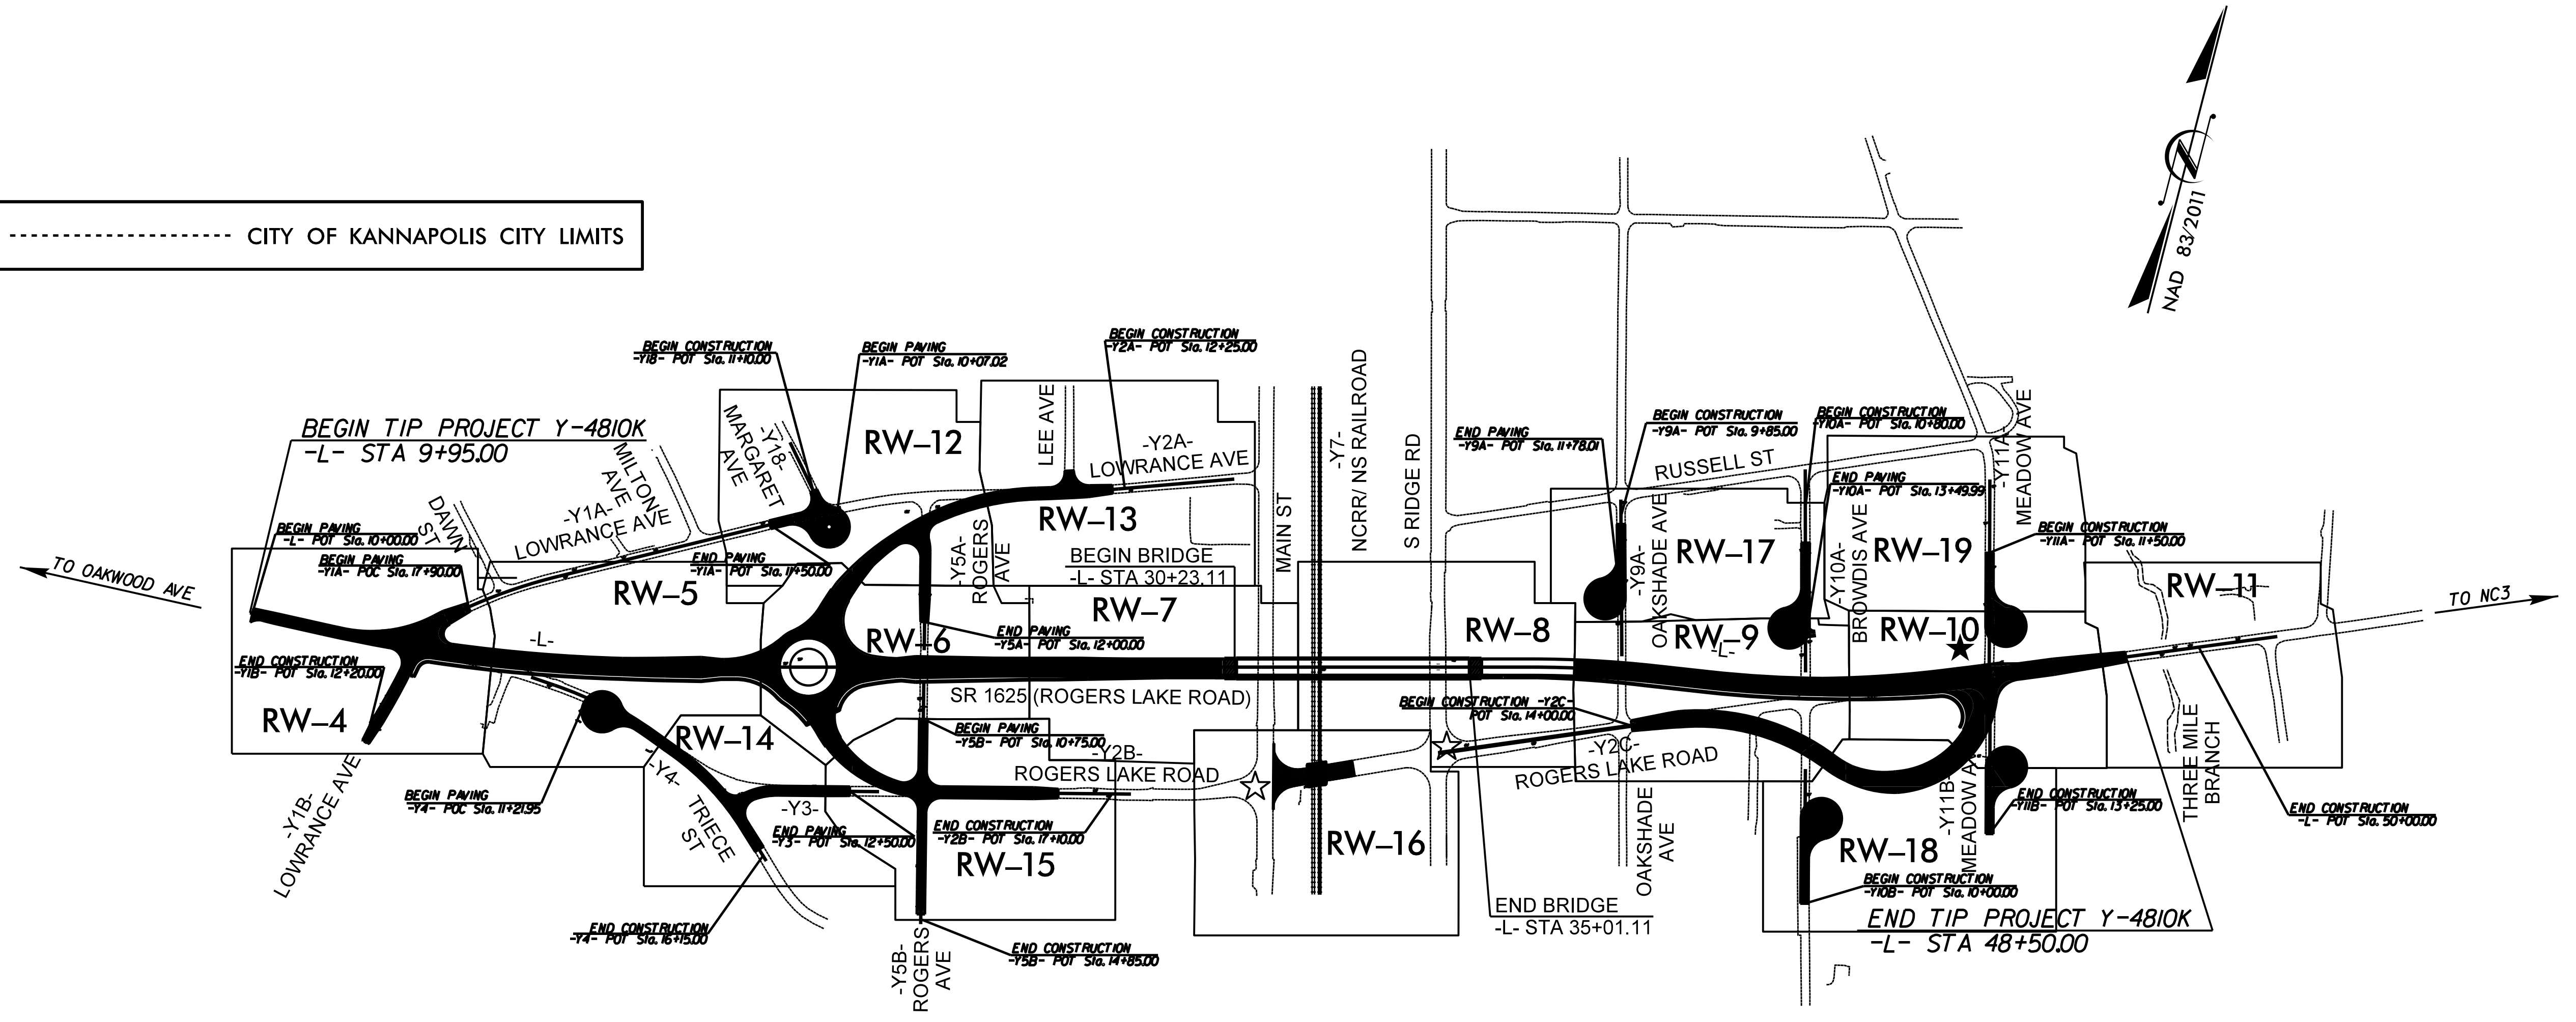 NAD 83/2011
CITY OF KANNAPOLIS CITY LIMITS
BEGIN CONSTRUCTION
-Y18- POT Sta. 11+10.00
BEGIN PAVING
-Y1A- POT Sta. 10+07.02
BEGIN CONSTRUCTION
-Y2A- POT Sta. 12+25.00
BEGIN TIP PROJECT Y-4810K
-L- STA 9+95.00
MILTON
AVE
MARGARET
AVE
-Y18-
RW-12
LEE AVE
-Y2A-
LOWRANCE AVE
-Y7-
NCRR/ NS RAILROAD
S RIDGE RD
MAIN ST
END PAVING
-Y9A- POT Sta. 11+78.01
BEGIN CONSTRUCTION
-Y9A- POT Sta. 9+85.00
BEGIN CONSTRUCTION
-Y10A- POT Sta. 10+80.00
RUSSELL ST
END PAVING
-Y10A- POT Sta. 13+49.99
-Y11A-
MEADOW AVE
BEGIN CONSTRUCTION
-Y11A- POT Sta. 11+50.00
DAWN
ST
-Y1A-
LOWRANCE AVE
BEGIN PAVING
-L- POT Sta. 10+00.00
BEGIN PAVING
-Y1A- POC Sta. 17+90.00
END PAVING
-Y1A- POT Sta. 11+50.00
RW-13
-Y5A-
ROGERS
AVE
BEGIN BRIDGE
-L- STA 30+23.11
TO OAKWOOD AVE
RW-5
RW-7
RW-8
-Y9A-
OAKSHADE AVE
RW-17
-Y10A-
BROWDIS AVE
RW-19
RW-11
TO NC3
-L-
RW-6
END PAVING
-Y5A- POT Sta. 12+00.00
RW-9
-L-
RW-10
END CONSTRUCTION
-Y1B- POT Sta. 12+20.00
SR 1625 (ROGERS LAKE ROAD)
BEGIN CONSTRUCTION -Y2C-
POT Sta. 14+00.00
RW-4
RW-14
BEGIN PAVING
-Y5B- POT Sta. 10+75.00
-Y2B-
ROGERS LAKE ROAD
-Y2C-
ROGERS LAKE ROAD
THREE MILE
BRANCH
-Y4-
TRIECE
ST
BEGIN PAVING
-Y4- POC Sta. 11+21.95
-Y3-
END PAVING
-Y3- POT Sta. 12+50.00
END CONSTRUCTION
-Y2B- POT Sta. 17+10.00
-Y1B-
LOWRANCE AVE
RW-15
RW-16
OAKSHADE
AVE
RW-18
-Y11B-
MEADOW A
END CONSTRUCTION
-Y11B- POT Sta. 13+25.00
END CONSTRUCTION
-L- POT Sta. 50+00.00
BEGIN CONSTRUCTION
-Y10B- POT Sta. 10+00.00
END BRIDGE
-L- STA 35+01.11
END TIP PROJECT Y-4810K
-L- STA 48+50.00
END CONSTRUCTION
-Y4- POT Sta. 16+15.00
-Y5B-
ROGERS
AVE
END CONSTRUCTION
-Y5B- POT Sta. 14+85.00